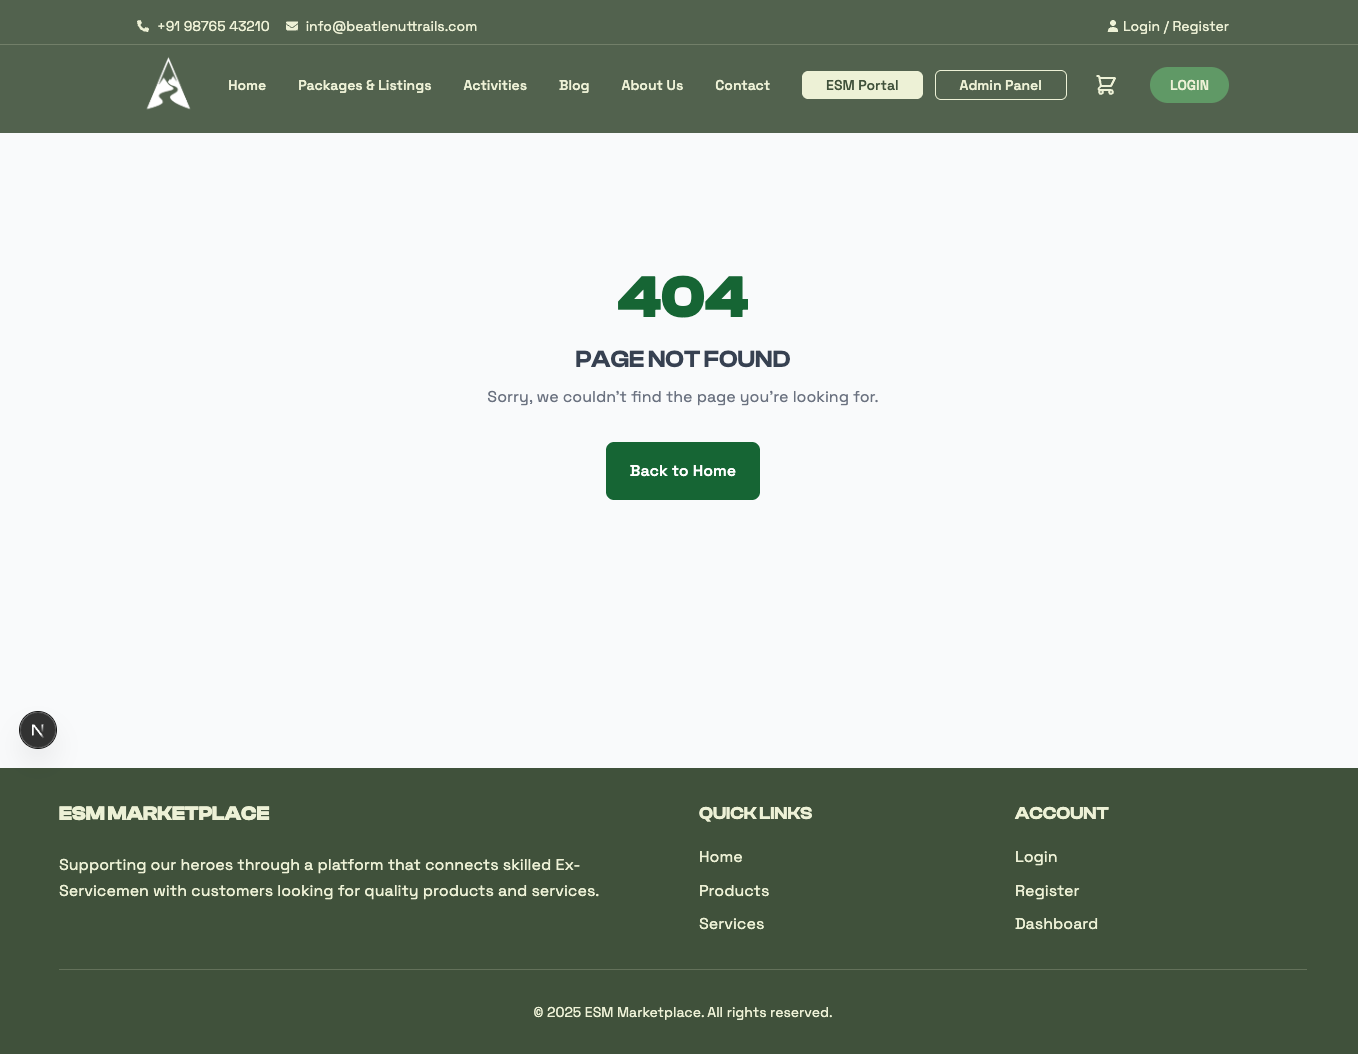 +91 98765 43210 info@beatlenuttrails.com Login / Register
Home Packages & Listings Activities Blog About Us Contact ESM Portal Admin Panel LOGIN
404
PAGE NOT FOUND
Sorry, we couldn't find the page you're looking for.
Back to Home
N
ESM MARKETPLACE
Supporting our heroes through a platform that connects skilled Ex-
Servicemen with customers looking for quality products and services.
QUICK LINKS
Home
Products
Services
ACCOUNT
Login
Register
Dashboard
© 2025 ESM Marketplace. All rights reserved.